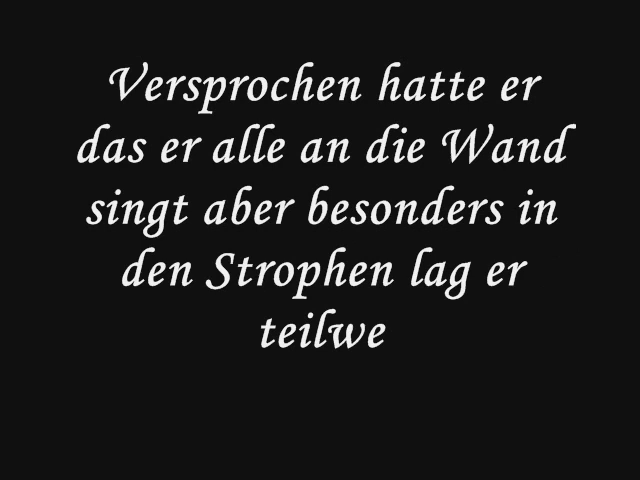 Versprochen hatte er
das er alle an die Wand
singt aber besonders in
den Strophen lag er
teilwe